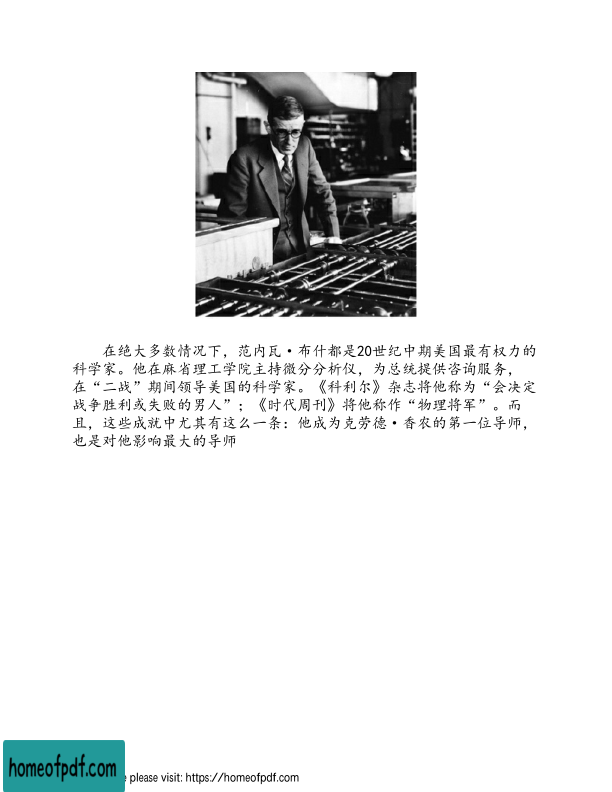 在绝大多数情况下，范内瓦·布什都是20世纪中期美国最有权力的
科学家。他在麻省理工学院主持微分分析仪，为总统提供咨询服务，
在“二战”期间领导美国的科学家。《科利尔》杂志将他称为“会决定
战争胜利或失败的男人”；《时代周刊》将他称作“物理将军”。而
且，这些成就中尤其有这么一条：他成为克劳德·香农的第一位导师，
也是对他影响最大的导师
homeofpdf.com
please visit: https://homeofpdf.com